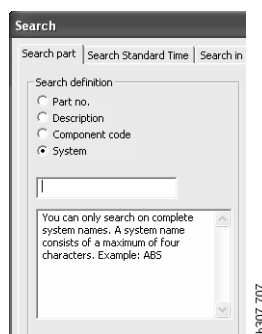 Search
Search part Search Standard Time Search in
Search definition
Part no.
Description
Component code
System
You can only search on complete
system names. A system name
consists of a maximum of four
characters. Example: ABS
b307 707